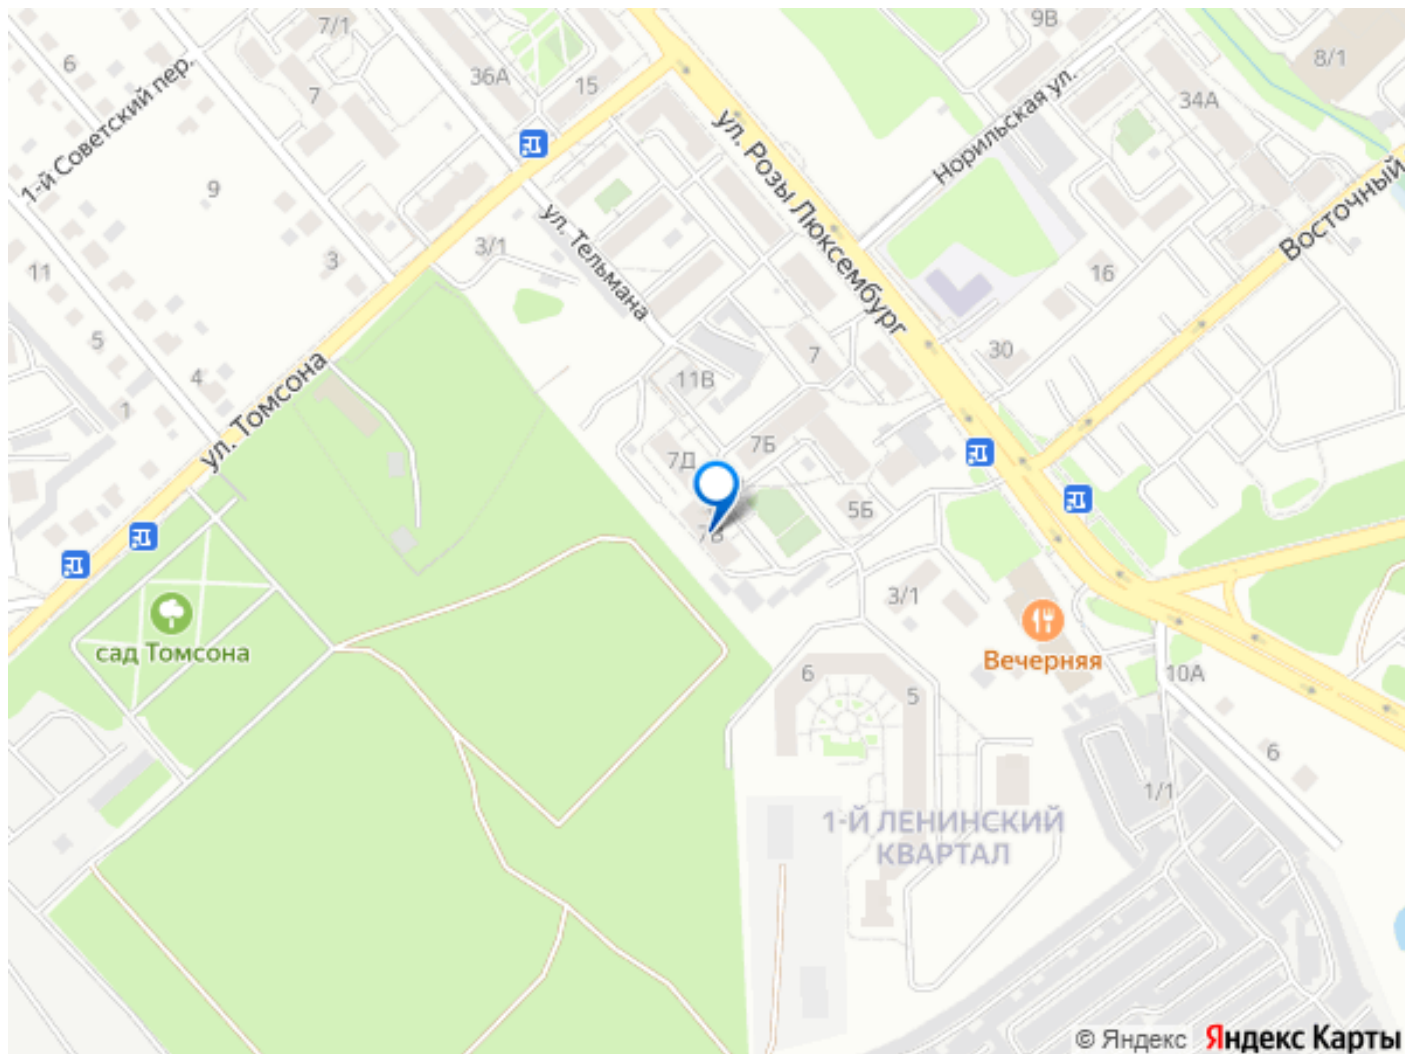 7/1
9В
6
36А
15
8/1
7
34А
1-й Советский пер.
ул. Розы Люксембург
Норильская ул.
9
ул. Тельмана
3/1
3
Восточный
11
16
5
30
7
4
11В
1
ул. Томсона
7Б
7Д
5Б
3/1
сад Томсона
Вечерняя
6
5
10А
6
1/1
1-Й ЛЕНИНСКИЙ
КВАРТАЛ
© Яндекс Яндекс Карты